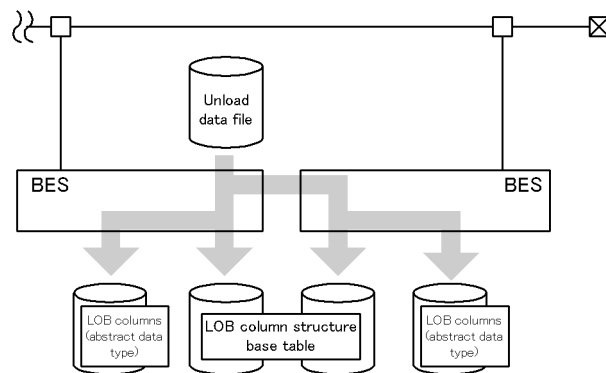 Unload
data file
BES
BES
LOB columns
(abstract data
type)
LOB column structure
base table
LOB columns
(abstract data
type)